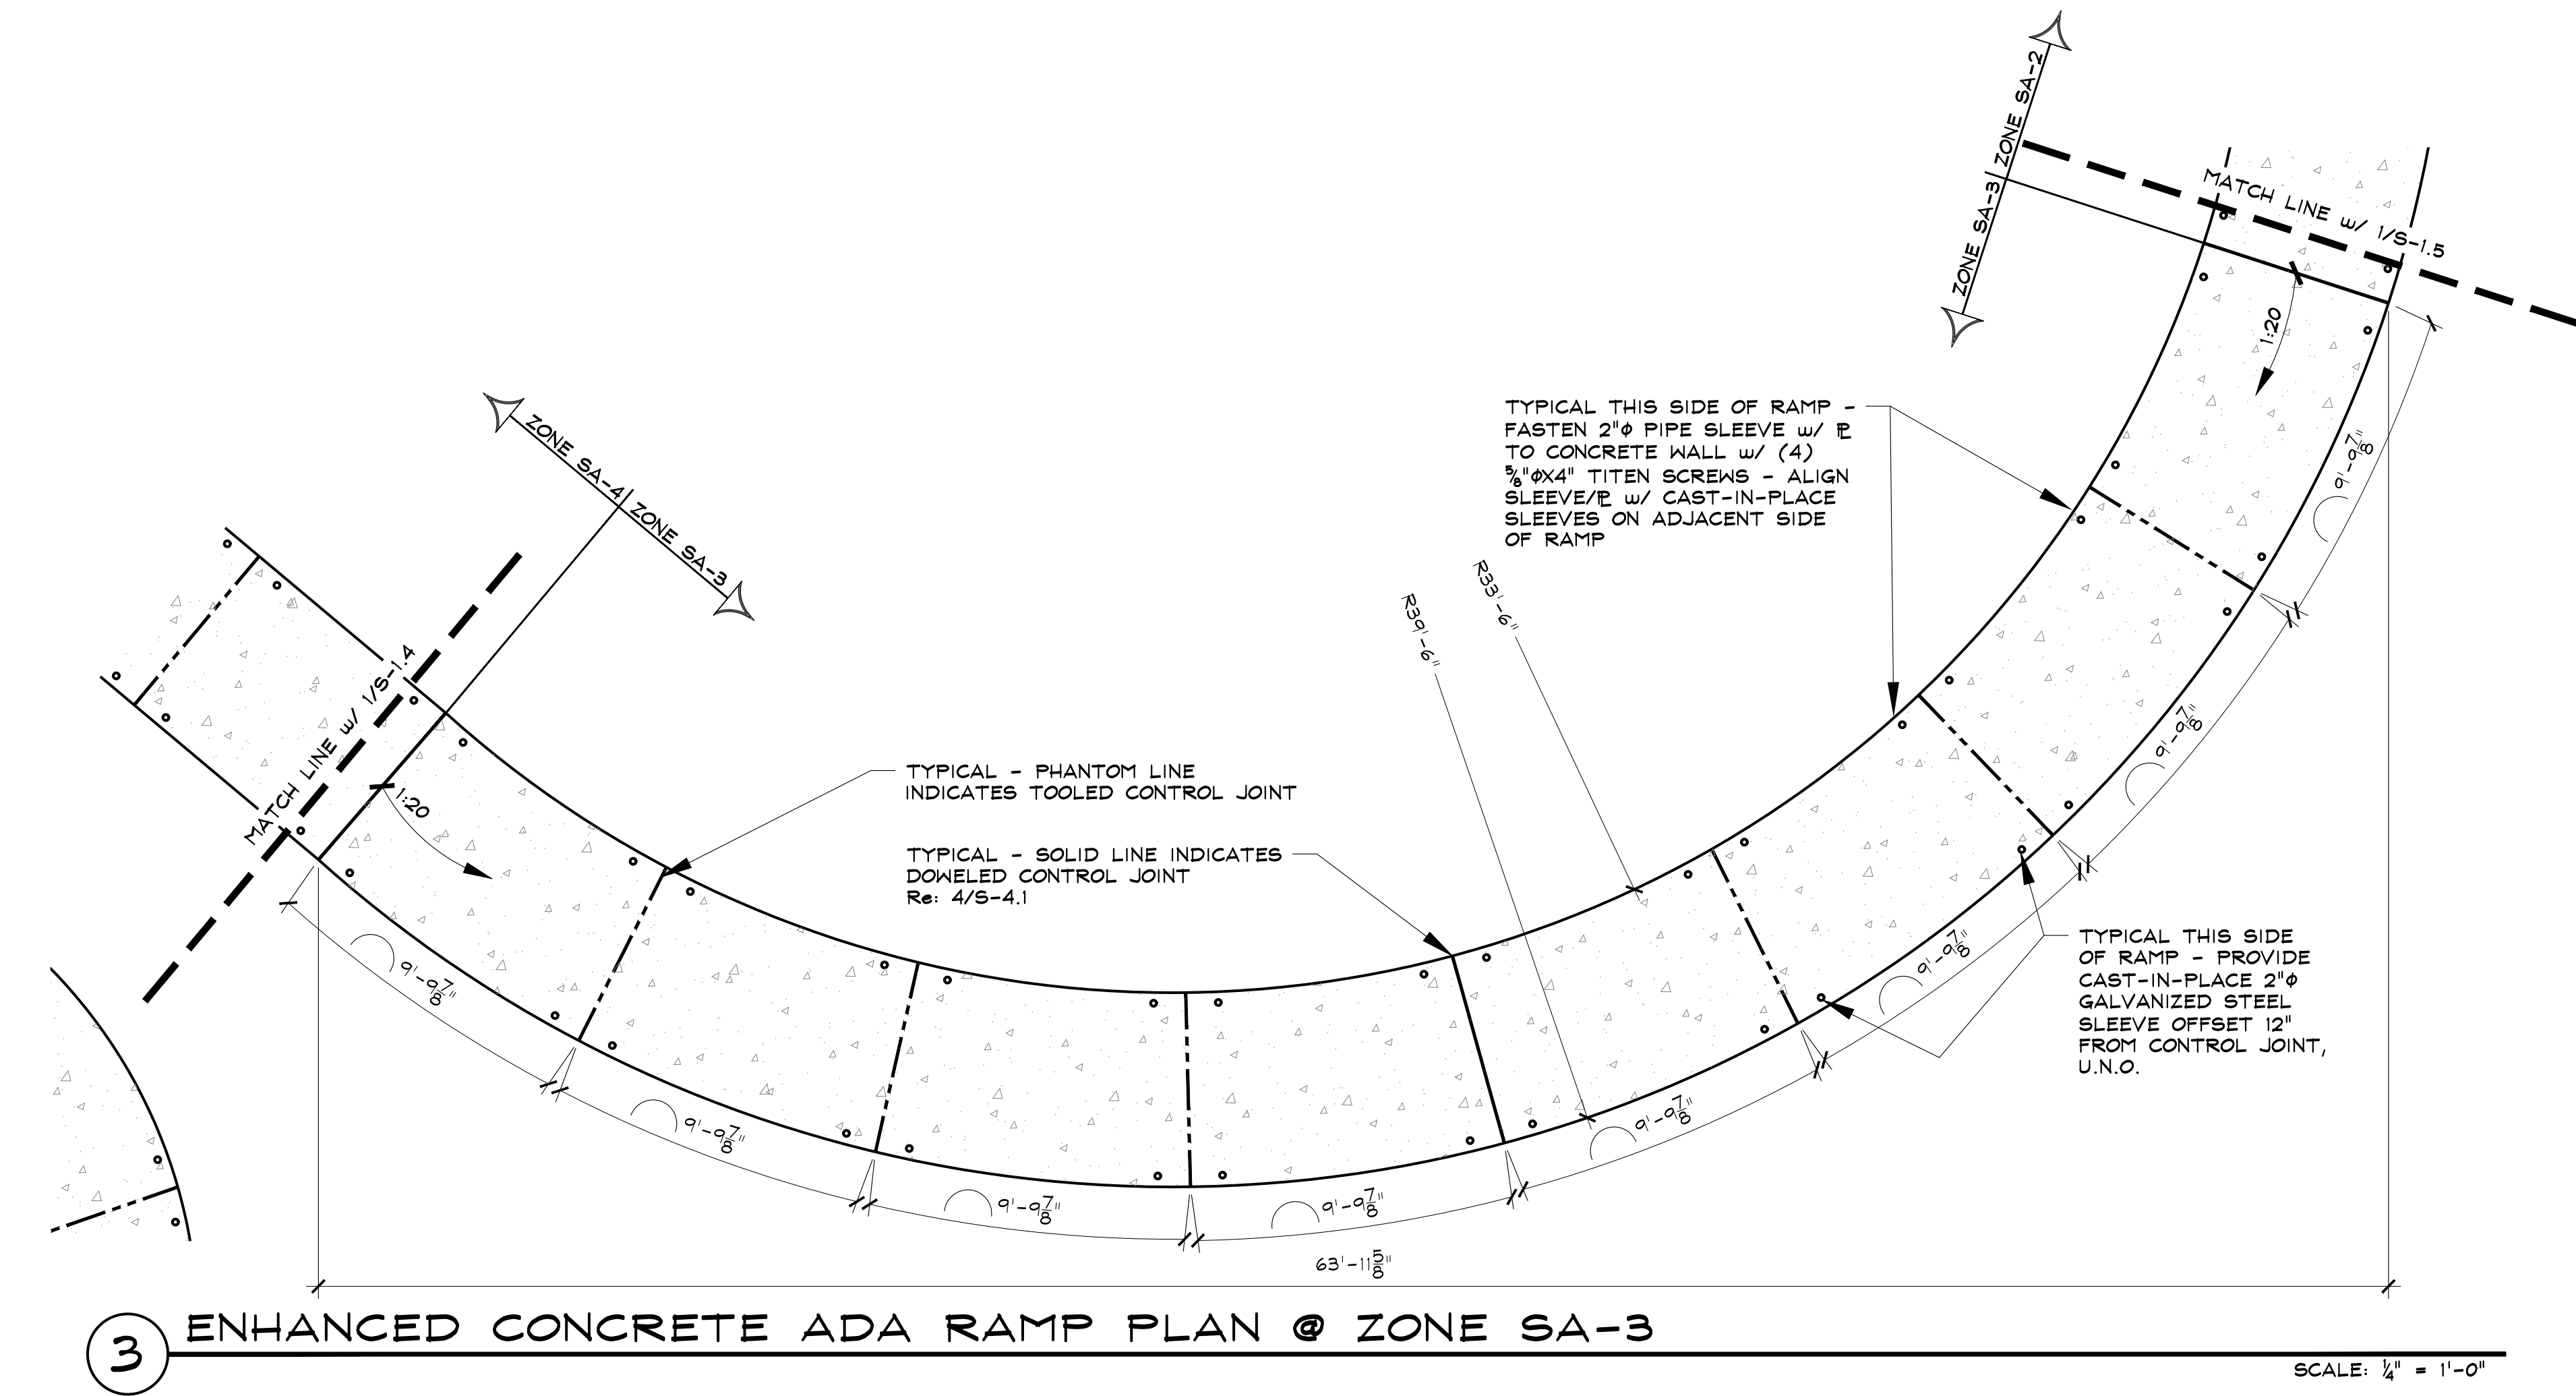 ZONE SA-2
ZONE SA-3
MATCH LINE w/ 1/S-1.5
1:20
TYPICAL THIS SIDE OF RAMP -
FASTEN 2"Φ PIPE SLEEVE w/ ℄
TO CONCRETE WALL w/ (4)
⅝"ΦX4" TITEN SCREWS - ALIGN
SLEEVE/℄ w/ CAST-IN-PLACE
SLEEVES ON ADJACENT SIDE
OF RAMP
9'-9⅞"
ZONE SA-4
ZONE SA-3
MATCH LINE w/ 1/S-1.4
1:20
R33'-6"
R39'-6"
9'-9⅞"
TYPICAL - PHANTOM LINE
INDICATES TOOLED CONTROL JOINT
TYPICAL - SOLID LINE INDICATES
DOWELED CONTROL JOINT
Re: 4/S-4.1
TYPICAL THIS SIDE
OF RAMP - PROVIDE
CAST-IN-PLACE 2"Φ
GALVANIZED STEEL
SLEEVE OFFSET 12"
FROM CONTROL JOINT,
U.N.O.
9'-9⅞"
9'-9⅞"
9'-9⅞"
9'-9⅞"
9'-9⅞"
9'-9⅞"
63'-11⅝"
3
ENHANCED CONCRETE ADA RAMP PLAN @ ZONE SA-3
SCALE: ¼" = 1'-0"